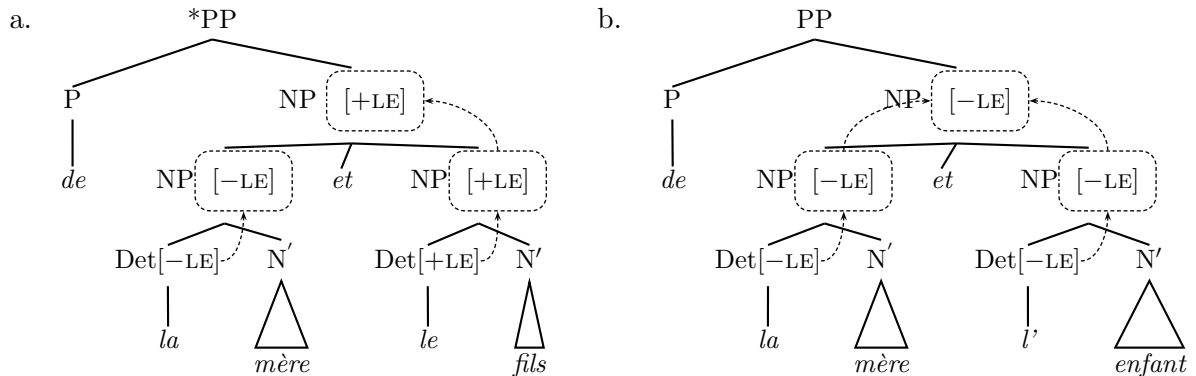 a. *PP
P NP [+LE]
de NP [−LE] et NP [+LE]
Det[−LE] N′ Det[+LE] N′
la mère le fils
b. PP
P NP [−LE]
de NP [−LE] et NP [−LE]
Det[−LE] N′ Det[−LE] N′
la mère l’ enfant